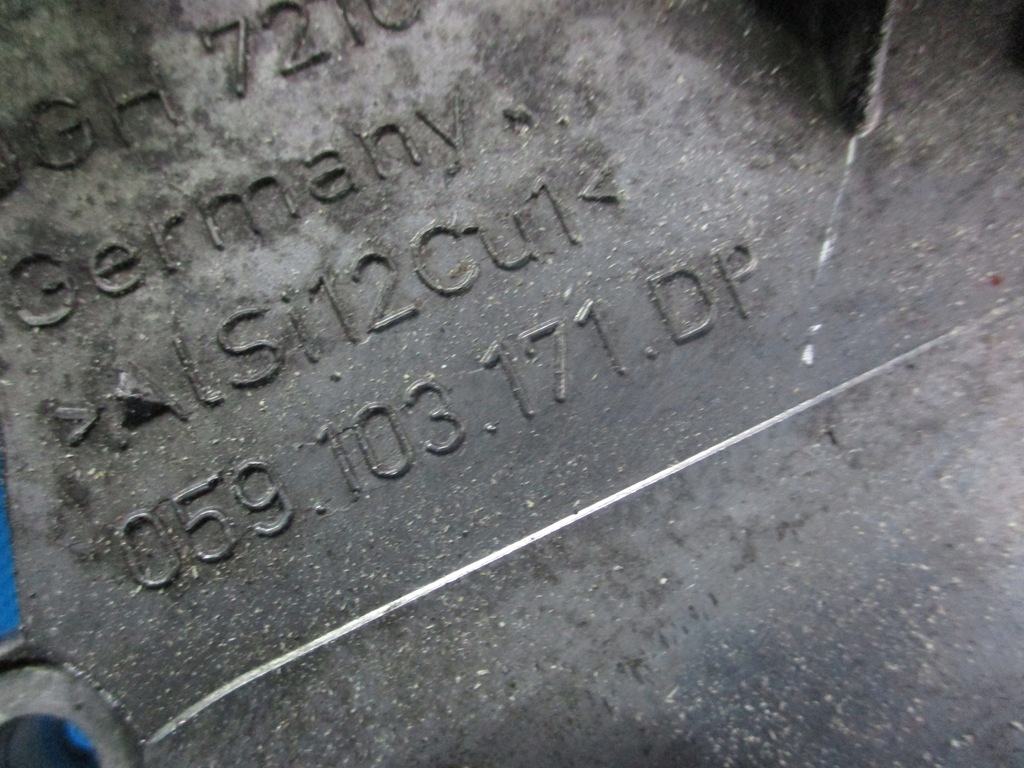 Germany
>AlSi12Cu1<
059.103.171.DP